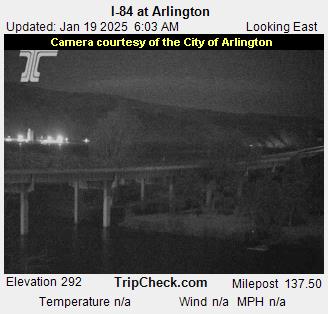 I-84 at Arlington
Updated: Jan 19 2025 6:03 AM Looking East
Camera courtesy of the City of Arlington
Elevation 292 TripCheck.com Milepost 137.50
Temperature n/a Wind n/a MPH n/a